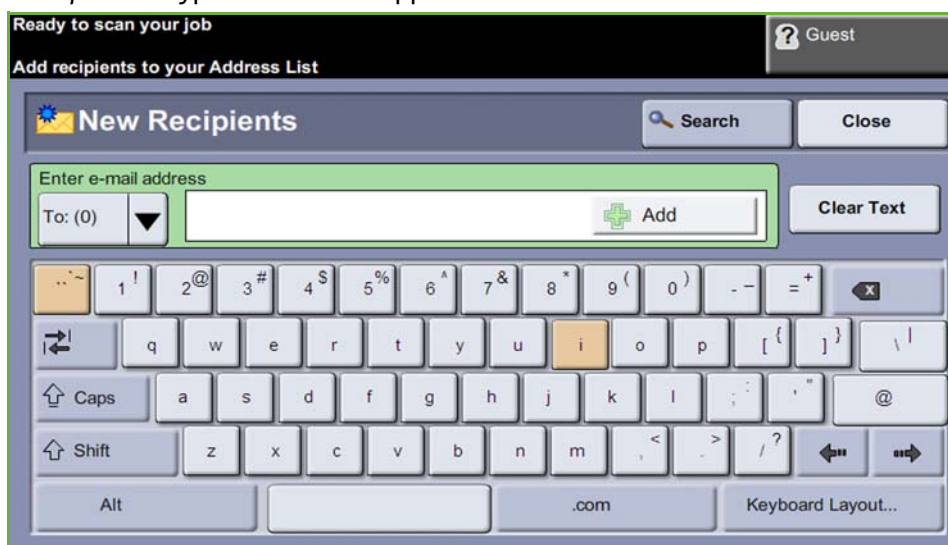 Ready to scan your job
Guest
Add recipients to your Address List
New Recipients
Search
Close
Enter e-mail address
To: (0)
Add
Clear Text
..`~ 1! 2@ 3# 4$ 5% 6^ 7& 8* 9( 0) - – =+ x
q w e r t y u i o p [{ ]} \|
Caps a s d f g h j k l ;: '" @
Shift z x c v b n m ,< .> /?
Alt .com Keyboard Layout...